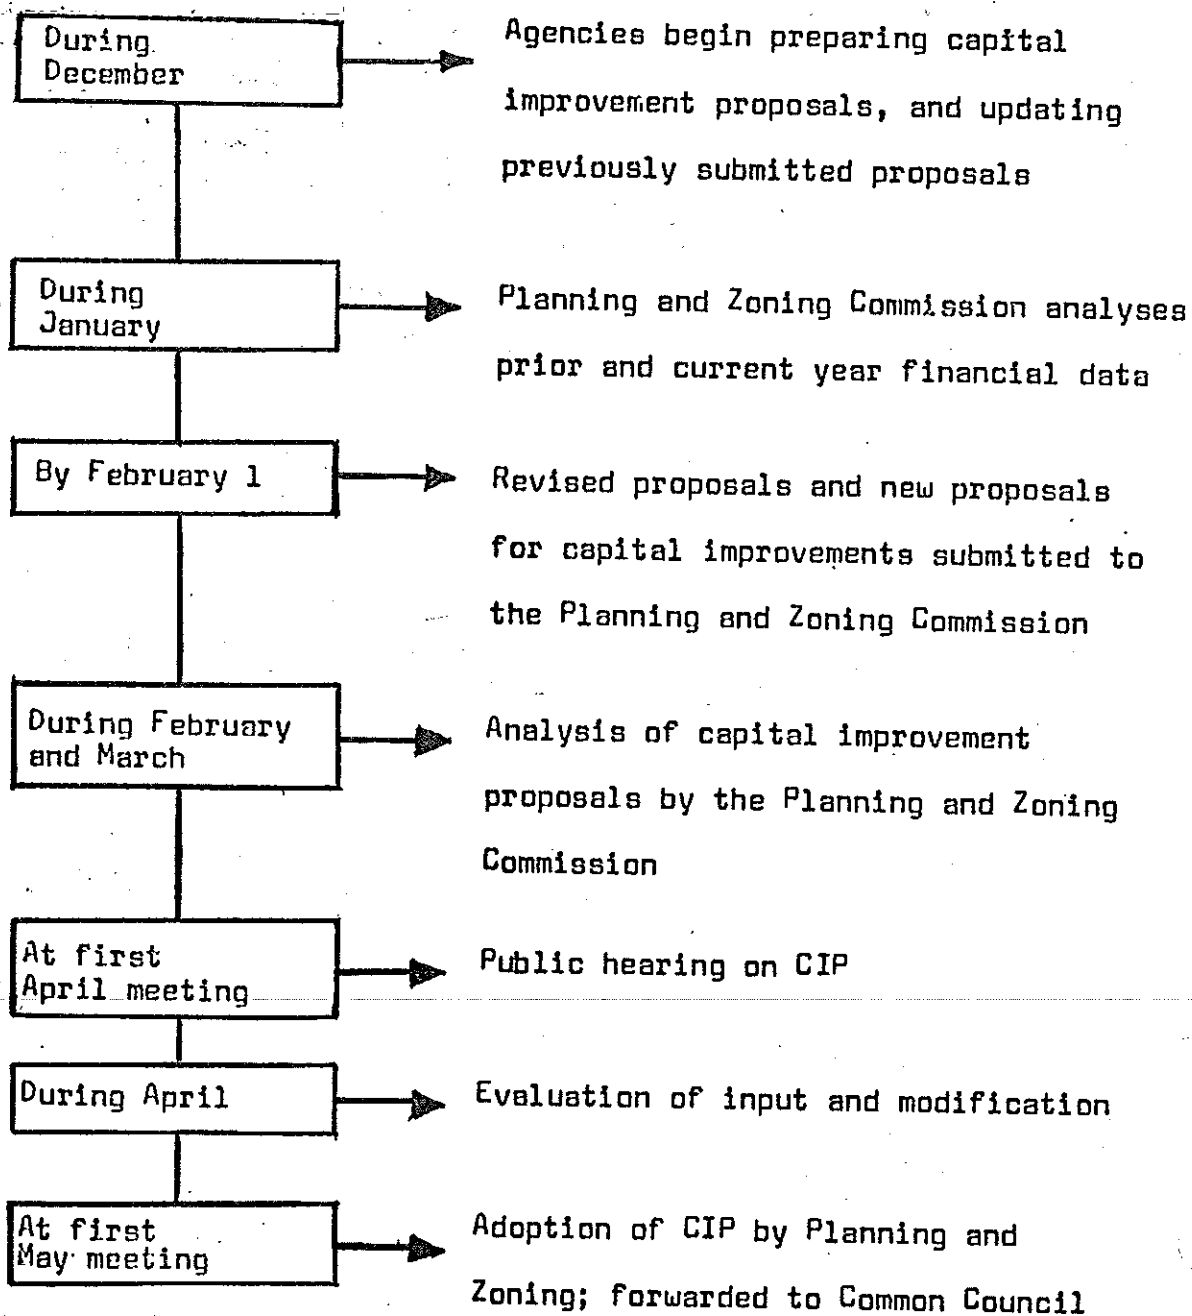 During
December
Agencies begin preparing capital
improvement proposals, and updating
previously submitted proposals
During
January
Planning and Zoning Commission analyses
prior and current year financial data
By February 1
Revised proposals and new proposals
for capital improvements submitted to
the Planning and Zoning Commission
During February
and March
Analysis of capital improvement
proposals by the Planning and Zoning
Commission
At first
April meeting
Public hearing on CIP
During April
Evaluation of input and modification
At first
May meeting
Adoption of CIP by Planning and
Zoning; forwarded to Common Council